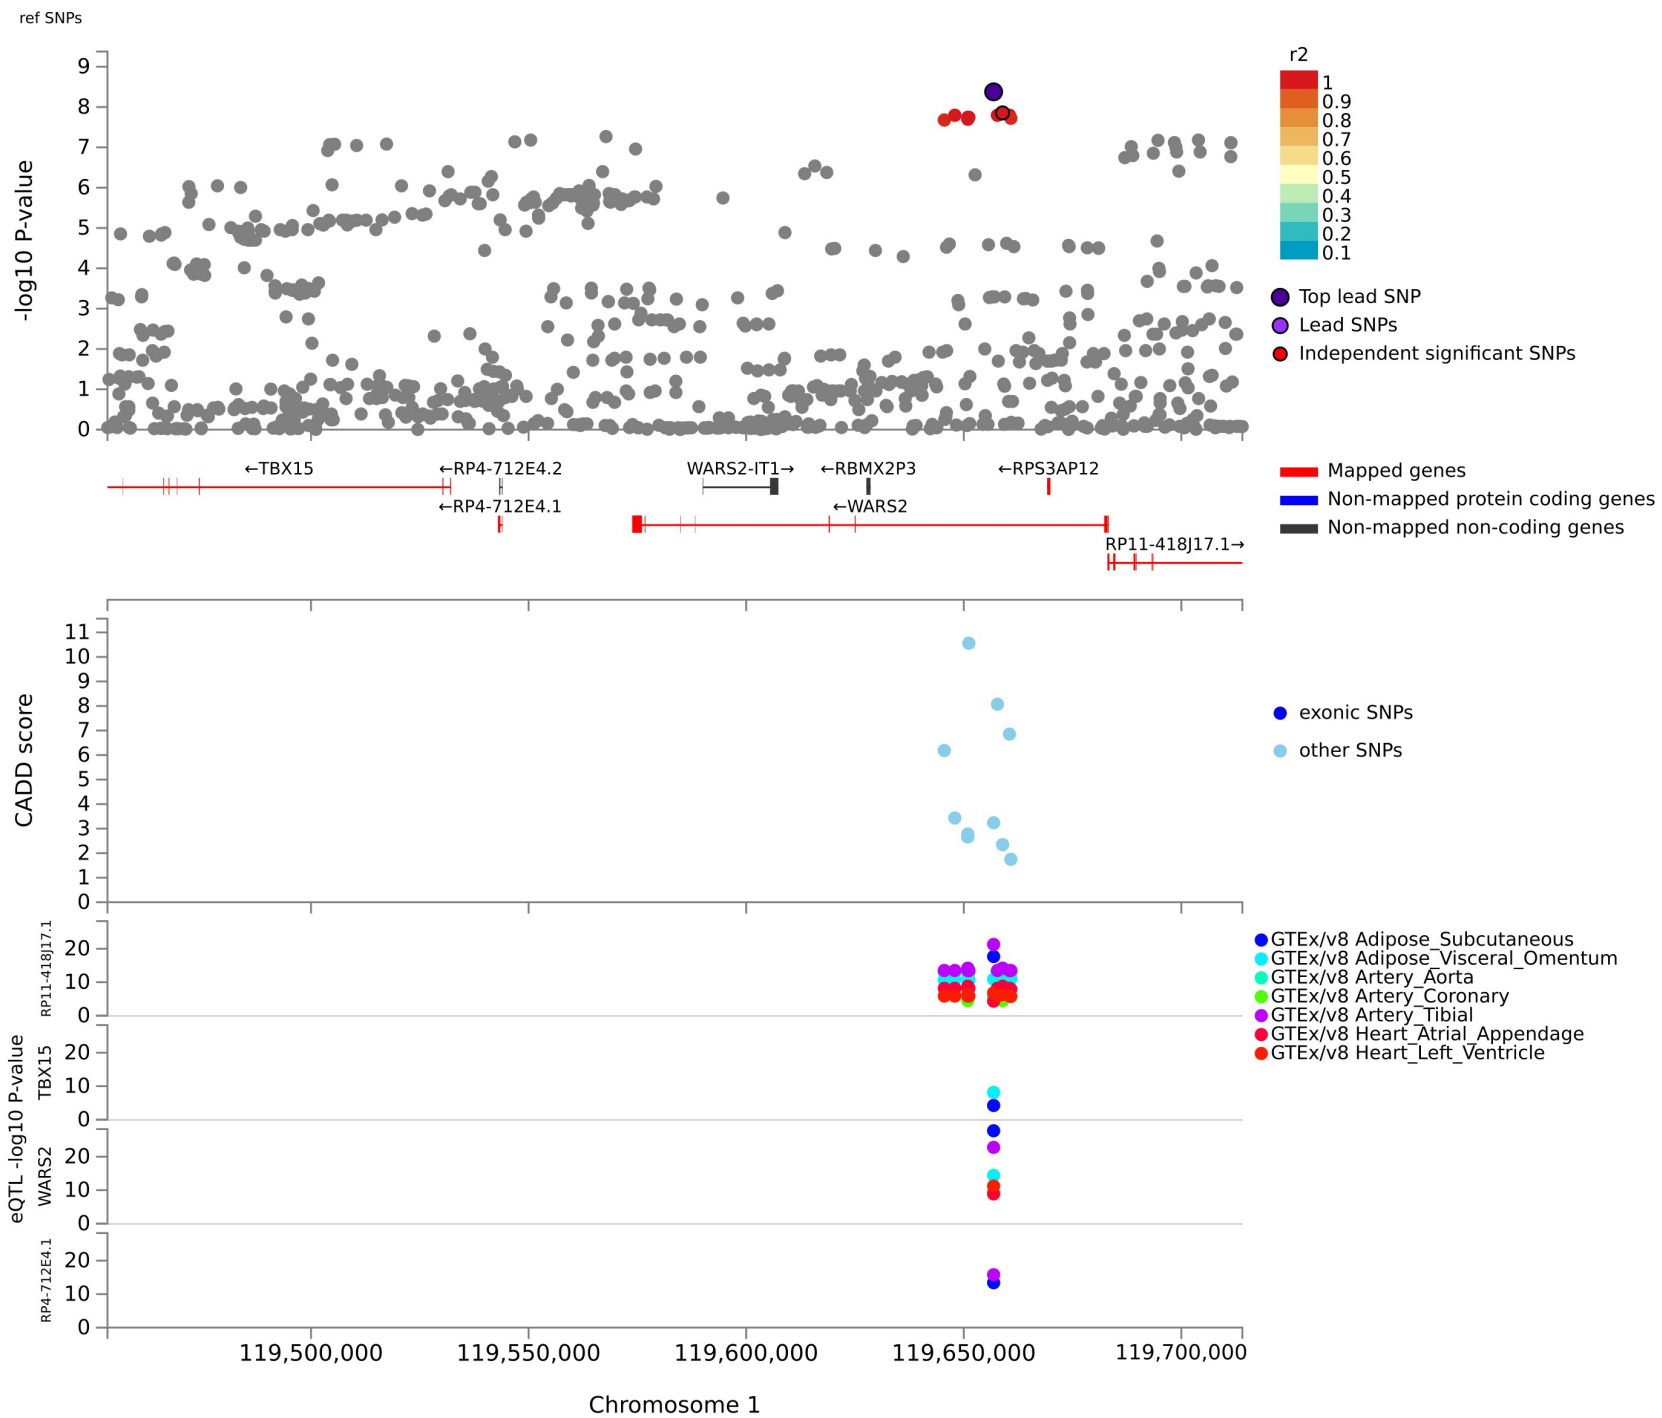 ref SNPs
-log10 P-value
9
8
7
6
5
4
3
2
1
0
r2
1
0.9
0.8
0.7
0.6
0.5
0.4
0.3
0.2
0.1
Top lead SNP
Lead SNPs
Independent significant SNPs
←TBX15
←RP4-712E4.2
WARS2-IT1→
←RBMX2P3
←RPS3AP12
←RP4-712E4.1
←WARS2
RP11-418J17.1→
Mapped genes
Non-mapped protein coding genes
Non-mapped non-coding genes
CADD score
11
10
9
8
7
6
5
4
3
2
1
0
exonic SNPs
other SNPs
eQTL -log10 P-value
RP11-418J17.1
20
10
0
TBX15
20
10
0
WARS2
20
10
0
RP4-712E4.1
20
10
0
GTEx/v8 Adipose_Subcutaneous
GTEx/v8 Adipose_Visceral_Omentum
GTEx/v8 Artery_Aorta
GTEx/v8 Artery_Coronary
GTEx/v8 Artery_Tibial
GTEx/v8 Heart_Atrial_Appendage
GTEx/v8 Heart_Left_Ventricle
119,500,000
119,550,000
119,600,000
119,650,000
119,700,000
Chromosome 1